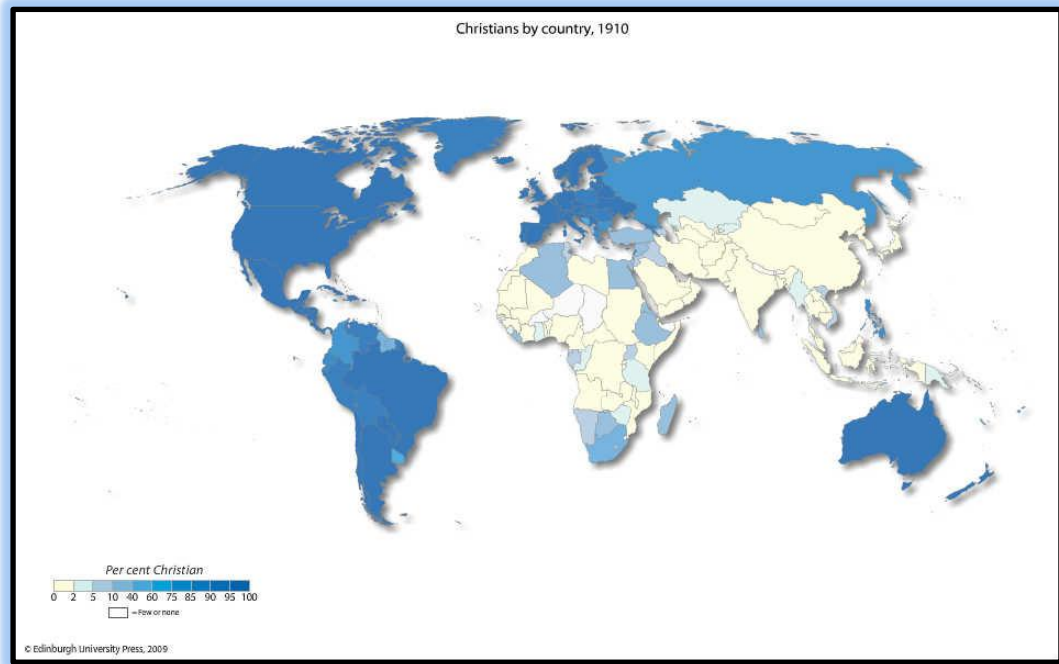 Christians by country, 1910
Per cent Christian
0 2 5 10 40 60 75 85 90 95 100
= Few or none
© Edinburgh University Press, 2009